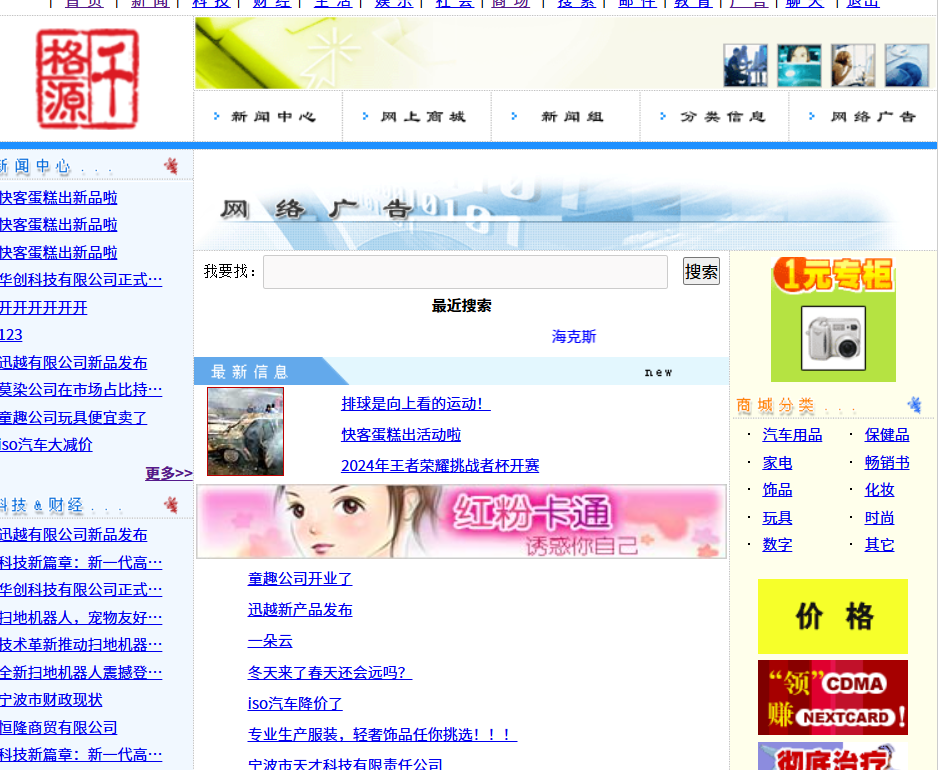 首 页 | 新 闻 | 科 技 | 财 经 | 生 活 | 娱 乐 | 社 会 | 商 场 | 搜 索 | 邮 件 | 教 育 | 广 告 | 聊 天 | 返回
千格源
新闻中心
网上商城
新闻组
分类信息
网络广告
新闻中心...
快客蛋糕出新品啦
快客蛋糕出新品啦
快客蛋糕出新品啦
华创科技有限公司正式…
开开开开开开
123
迅越有限公司新品发布
莫染公司在市场占比持…
童趣公司玩具便宜卖了
iso汽车大减价
更多>>
科技&财经...
迅越有限公司新品发布
科技新篇章：新一代高…
华创科技有限公司正式…
扫地机器人，宠物友好…
技术革新推动扫地机器…
全新扫地机器人震撼登…
宁波市财政现状
恒隆商贸有限公司
科技新篇章：新一代高…
网络广告
我要找：
搜索
最近搜索
海克斯
最新信息
new
排球是向上看的运动！
快客蛋糕出活动啦
2024年王者荣耀挑战者杯开赛
红粉卡通
诱惑你自己
童趣公司开业了
迅越新产品发布
一朵云
冬天来了春天还会远吗？
iso汽车降价了
专业生产服装，轻奢饰品任你挑选！！！
宁波市天才科技有限责任公司
1元专柜
商城分类...
· 汽车用品
· 保健品
· 家电
· 畅销书
· 饰品
· 化妆
· 玩具
· 时尚
· 数字
· 其它
价 格
“领”CDMA
赚NEXTCARD！
彻底治疗